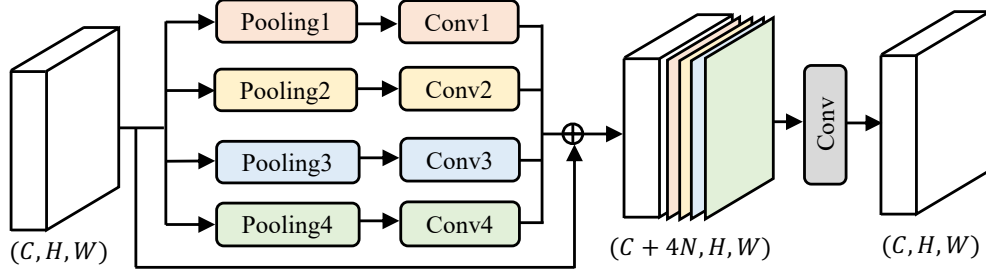 Pooling1
Conv1
Pooling2
Conv2
Pooling3
Conv3
Pooling4
Conv4
Conv
(C, H, W)
(C + 4N, H, W)
(C, H, W)